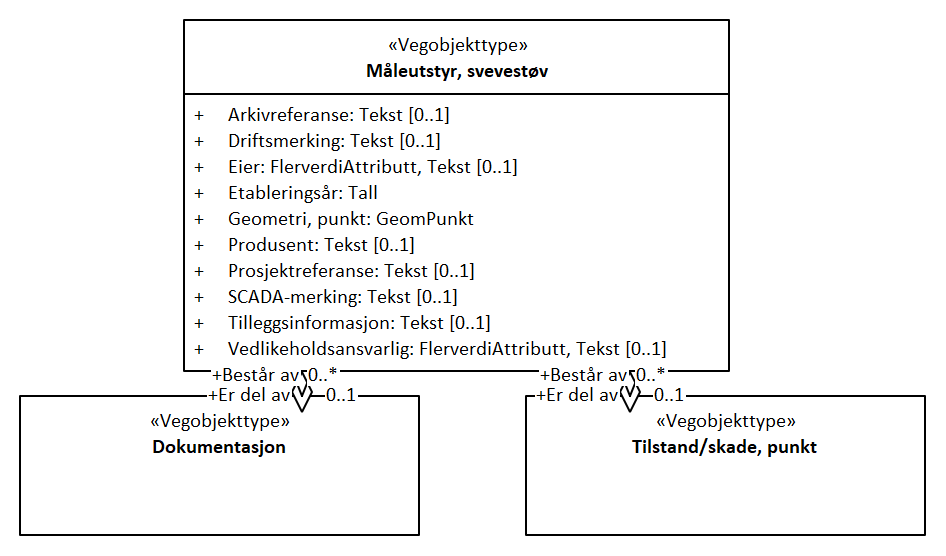 «Vegobjekttype»
Måleutstyr, svevestøv
+ Arkivreferanse: Tekst [0..1]
+ Driftsmerking: Tekst [0..1]
+ Eier: FlerverdiAttributt, Tekst [0..1]
+ Etableringsår: Tall
+ Geometri, punkt: GeomPunkt
+ Produsent: Tekst [0..1]
+ Prosjektreferanse: Tekst [0..1]
+ SCADA-merking: Tekst [0..1]
+ Tilleggsinformasjon: Tekst [0..1]
+ Vedlikeholdsansvarlig: FlerverdiAttributt, Tekst [0..1]
+Består av 0..*
+Er del av 0..1
«Vegobjekttype»
Dokumentasjon
+Består av 0..*
+Er del av 0..1
«Vegobjekttype»
Tilstand/skade, punkt